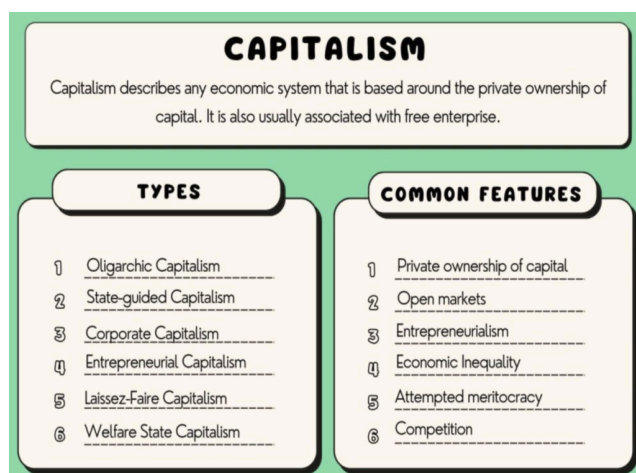 CAPITALISM
Capitalism describes any economic system that is based around the private ownership of
capital. It is also usually associated with free enterprise.
TYPES
1 Oligarchic Capitalism
2 State-guided Capitalism
3 Corporate Capitalism
4 Entrepreneurial Capitalism
5 Laissez-Faire Capitalism
6 Welfare State Capitalism
COMMON FEATURES
1 Private ownership of capital
2 Open markets
3 Entrepreneurialism
4 Economic Inequality
5 Attempted meritocracy
6 Competition